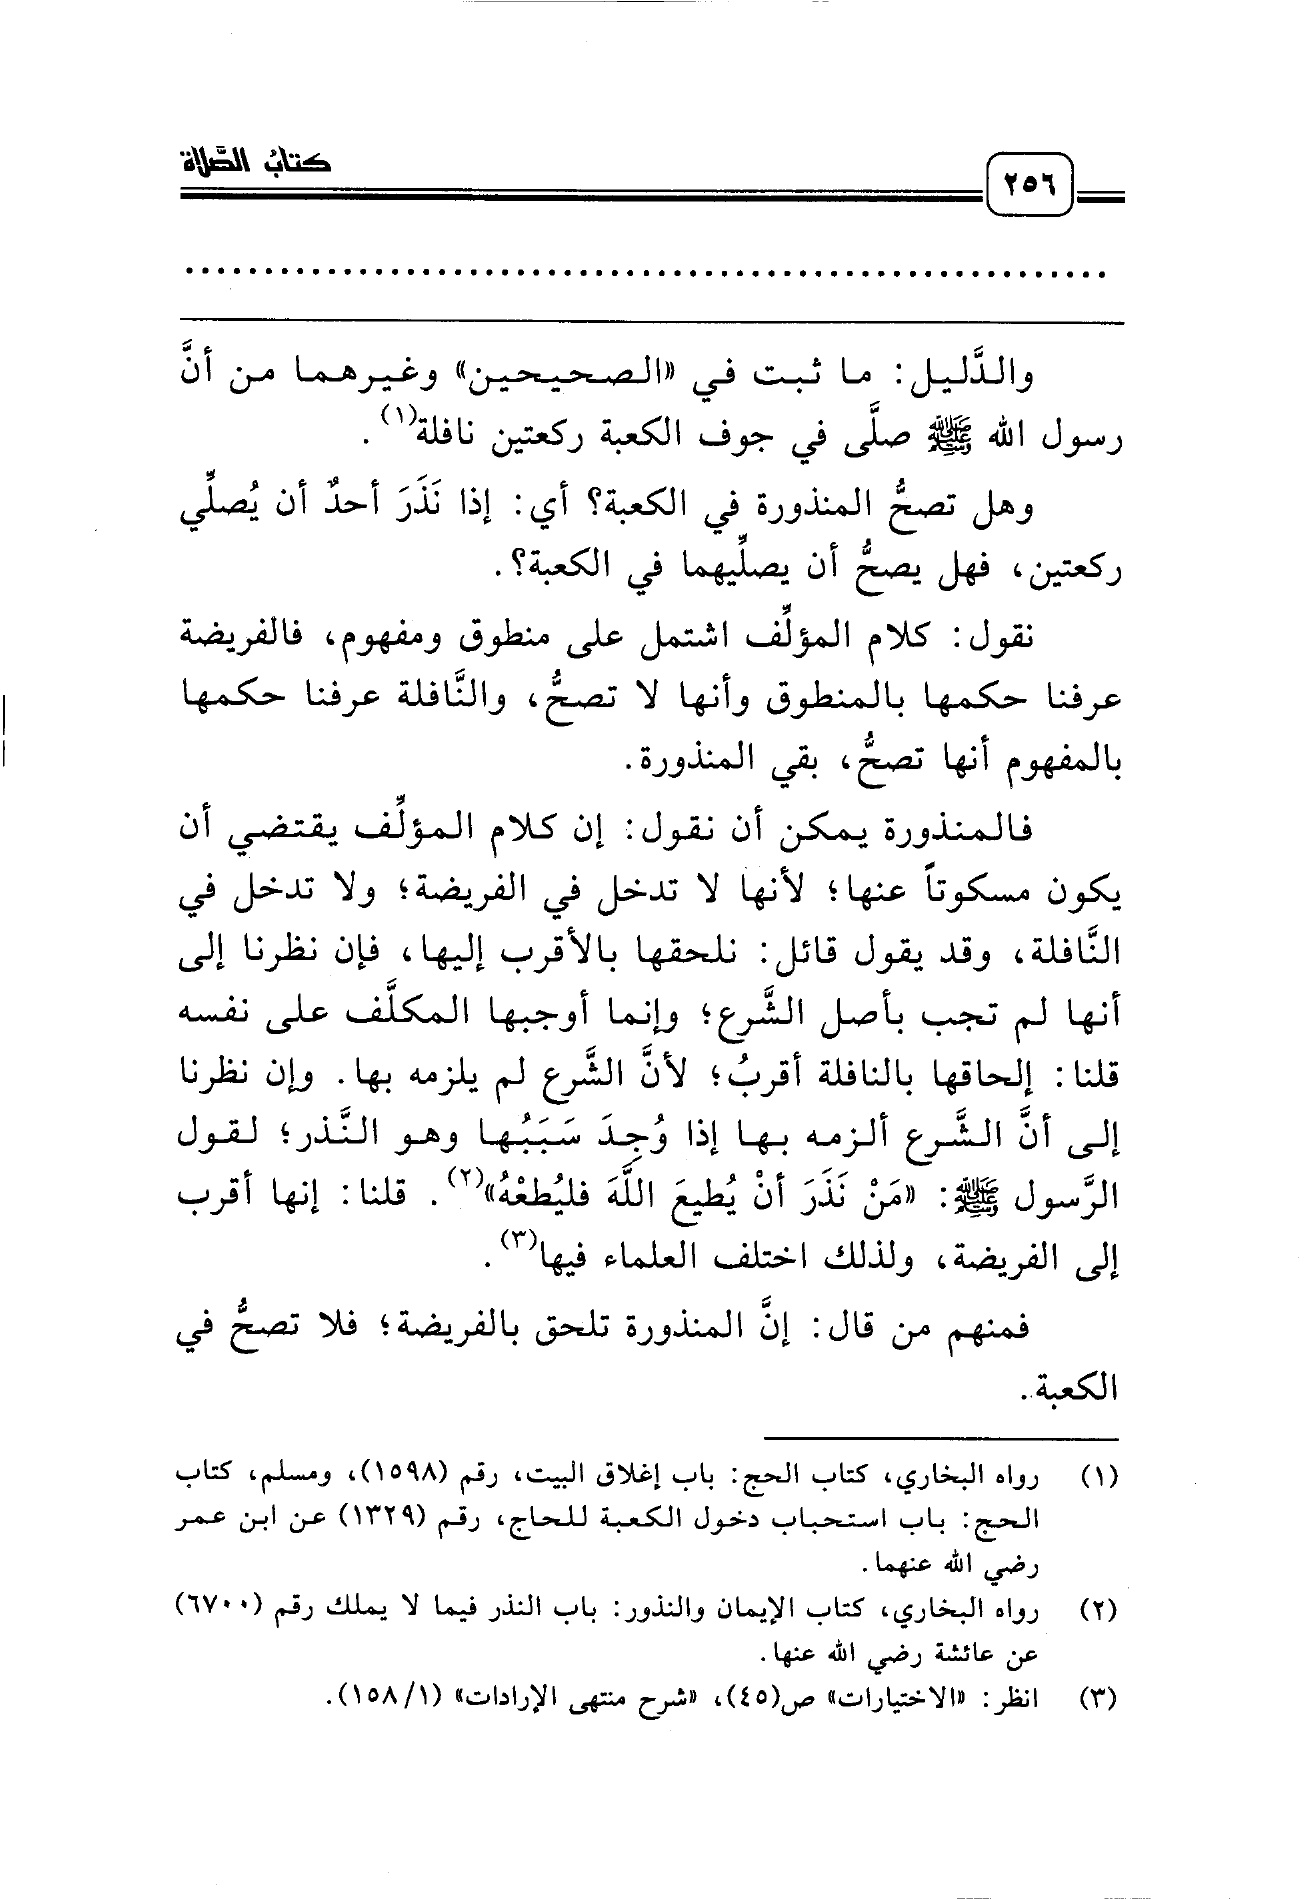 كتاب الصلاة
٢٥٦
والدَّليل: ما ثبت في «الصحيحين» وغيرهما من أنَّ
رسول الله ﷺ صلَّى في جوف الكعبة ركعتين نافلة(١).
وهل تصحُّ المنذورة في الكعبة؟ أي: إذا نَذَرَ أحدٌ أن يُصلِّي
ركعتين، فهل يصحُّ أن يصلِّيهما في الكعبة؟.
نقول: كلام المؤلِّف اشتمل على منطوق ومفهوم، فالفريضة
عرفنا حكمها بالمنطوق وأنها لا تصحُّ، والنَّافلة عرفنا حكمها
بالمفهوم أنها تصحُّ، بقي المنذورة.
فالمنذورة يمكن أن نقول: إن كلام المؤلِّف يقتضي أن
يكون مسكوتاً عنها؛ لأنها لا تدخل في الفريضة؛ ولا تدخل في
النَّافلة، وقد يقول قائل: نلحقها بالأقرب إليها، فإن نظرنا إلى
أنها لم تجب بأصل الشَّرع؛ وإنما أوجبها المكلَّف على نفسه
قلنا: إلحاقها بالنافلة أقربُ؛ لأنَّ الشَّرع لم يلزمه بها. وإن نظرنا
إلى أنَّ الشَّرع ألزمه بها إذا وُجِدَ سَبَبُها وهو النَّذر؛ لقول
الرَّسول ﷺ: «مَنْ نَذَرَ أنْ يُطيعَ اللَّهَ فليُطعْهُ»(٢). قلنا: إنها أقرب
إلى الفريضة، ولذلك اختلف العلماء فيها(٣).
فمنهم من قال: إنَّ المنذورة تلحق بالفريضة؛ فلا تصحُّ في
الكعبة.
(١) رواه البخاري، كتاب الحج: باب إغلاق البيت، رقم (١٥٩٨)، ومسلم، كتاب
الحج: باب استحباب دخول الكعبة للحاج، رقم (١٣٢٩) عن ابن عمر
رضي الله عنهما.
(٢) رواه البخاري، كتاب الإيمان والنذور: باب النذر فيما لا يملك رقم (٦٧٠٠)
عن عائشة رضي الله عنها.
(٣) انظر: «الاختيارات» ص(٤٥)، «شرح منتهى الإرادات» (١/ ١٥٨).